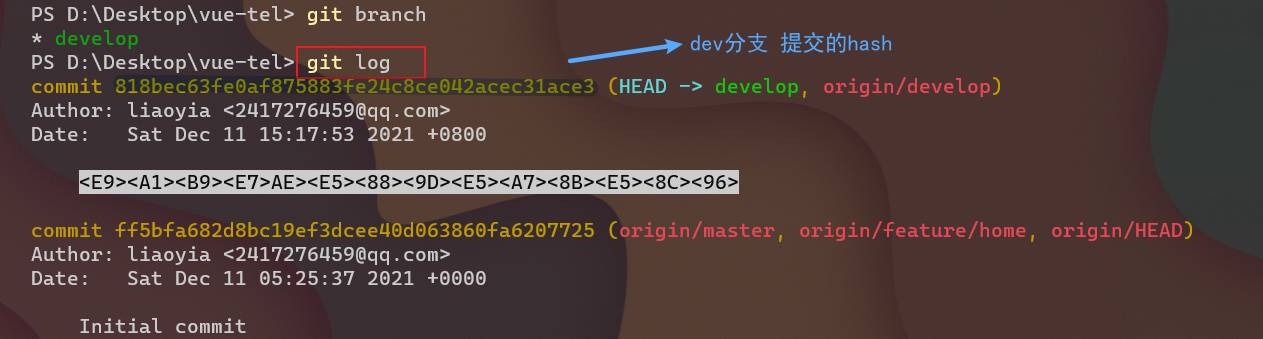 PS D:\Desktop\vue-tel> git branch
* develop
dev分支 提交的hash
PS D:\Desktop\vue-tel> git log
commit 818bec63fe0af875883fe24c8ce042acec31ace3 (HEAD -> develop, origin/develop)
Author: liaoyia <2417276459@qq.com>
Date:   Sat Dec 11 15:17:53 2021 +0800
<E9><A1><B9><E7>AE><E5><88><9D><E5><A7><8B><E5><8C><96>
commit ff5bfa682d8bc19ef3dcee40d063860fa6207725 (origin/master, origin/feature/home, origin/HEAD)
Author: liaoyia <2417276459@qq.com>
Date:   Sat Dec 11 05:25:37 2021 +0000
Initial commit